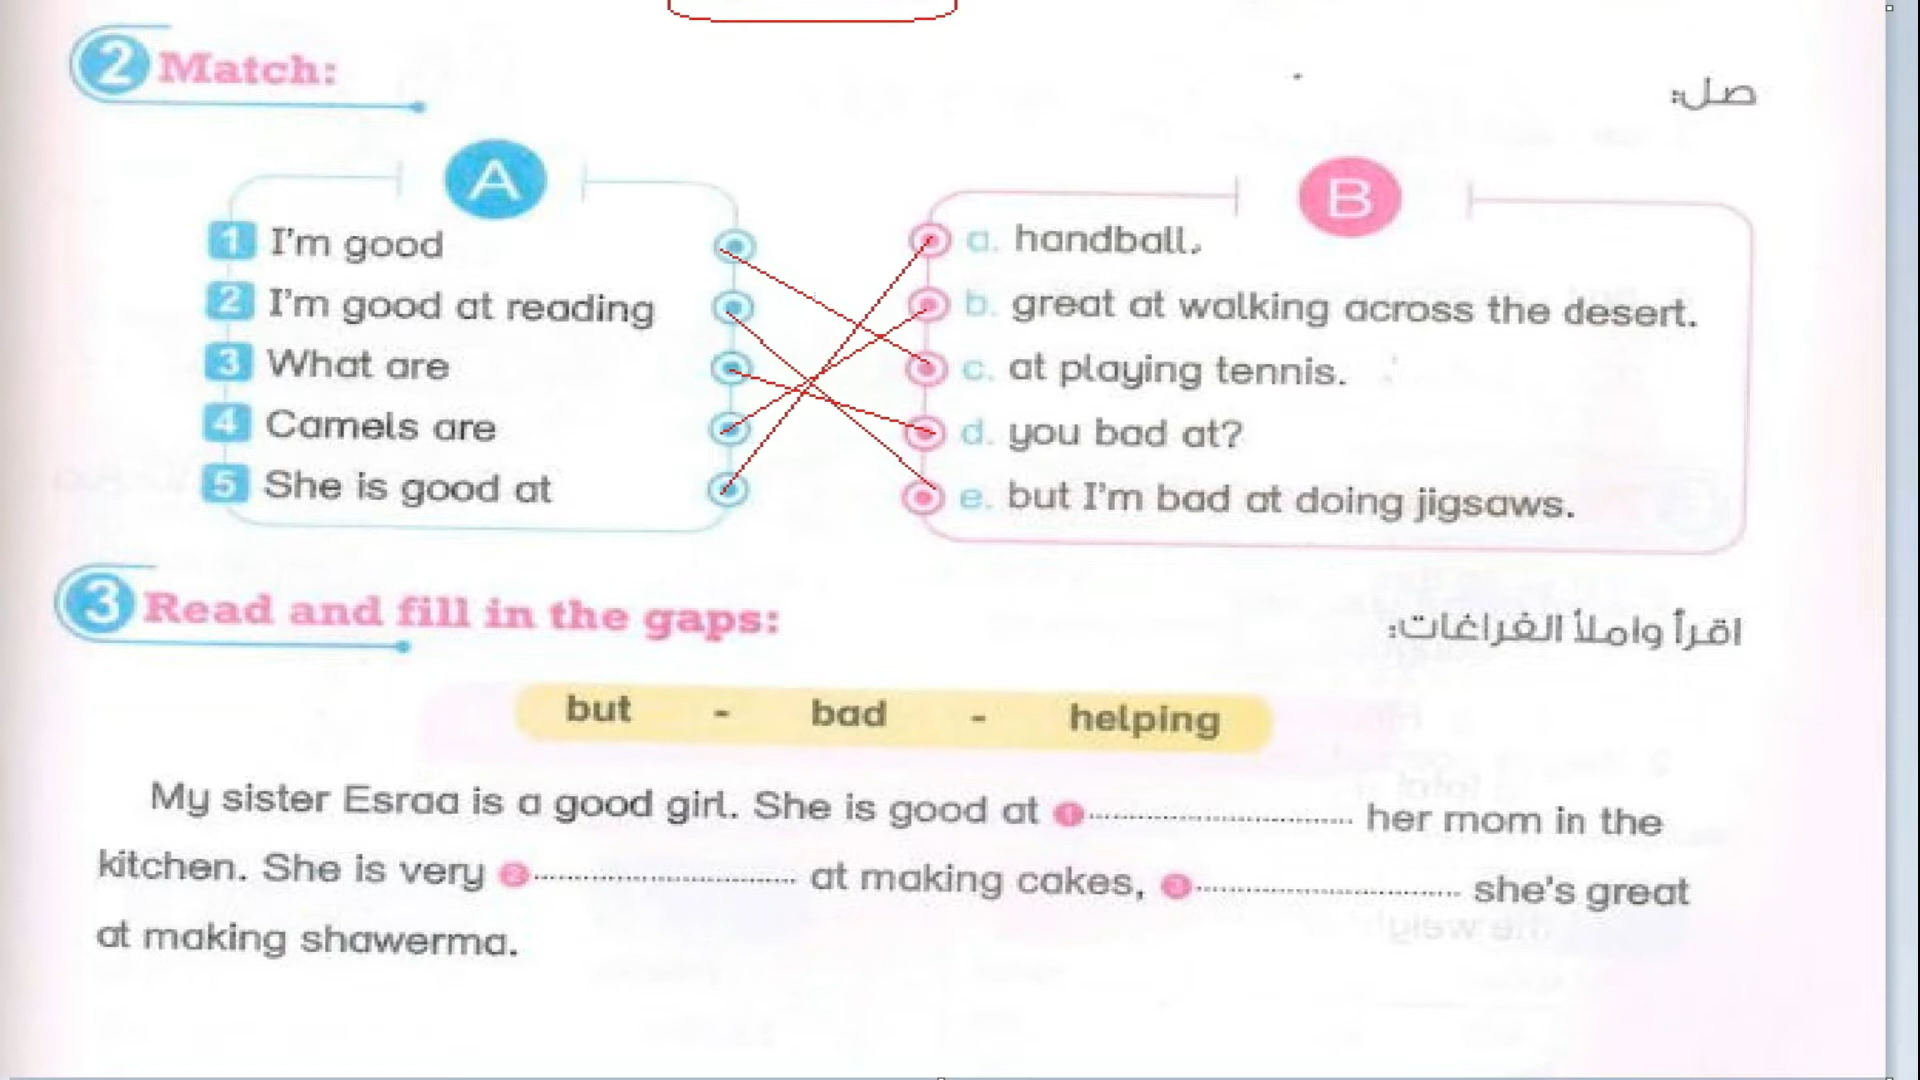 2 Match:
صل:
A
B
1 I'm good
a. handball.
2 I'm good at reading
b. great at walking across the desert.
3 What are
c. at playing tennis.
4 Camels are
d. you bad at?
5 She is good at
e. but I'm bad at doing jigsaws.
3 Read and fill in the gaps:
اقرأ واملأ الفراغات:
but - bad - helping
My sister Esraa is a good girl. She is good at 1 .............................. her mom in the
kitchen. She is very 2 .............................. at making cakes, 3 .............................. she's great
at making shawerma.